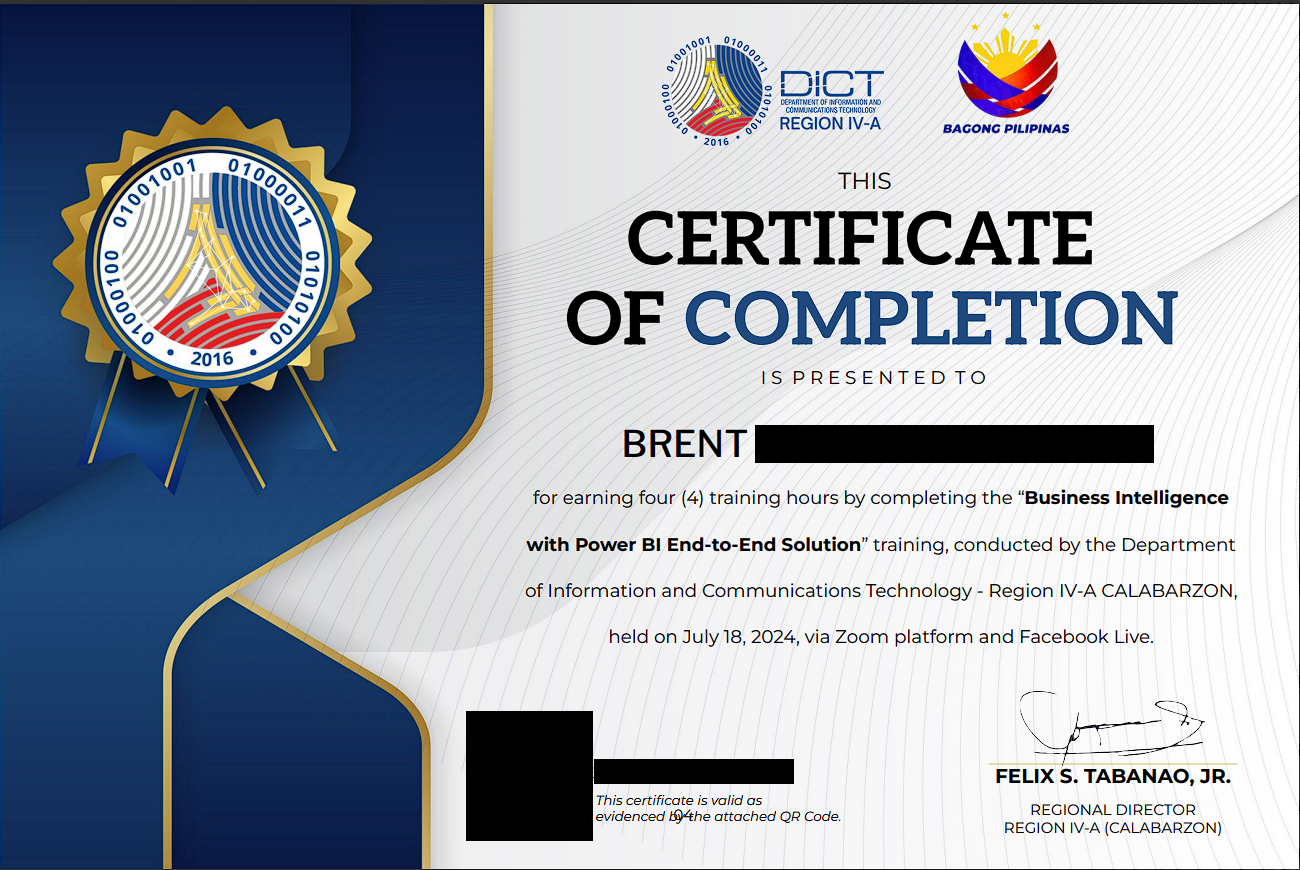 01001001 01000011 01010100 01000100
• 2016 •
DICT
DEPARTMENT OF INFORMATION AND
COMMUNICATIONS TECHNOLOGY
REGION IV-A
BAGONG PILIPINAS
01001001 01000011 01010100 01000100
• 2016 •
THIS
CERTIFICATE
OF COMPLETION
IS PRESENTED TO
BRENT
for earning four (4) training hours by completing the “Business Intelligence
with Power BI End-to-End Solution” training, conducted by the Department
of Information and Communications Technology - Region IV-A CALABARZON,
held on July 18, 2024, via Zoom platform and Facebook Live.
This certificate is valid as
evidenced by the attached QR Code.
04
FELIX S. TABANAO, JR.
REGIONAL DIRECTOR
REGION IV-A (CALABARZON)